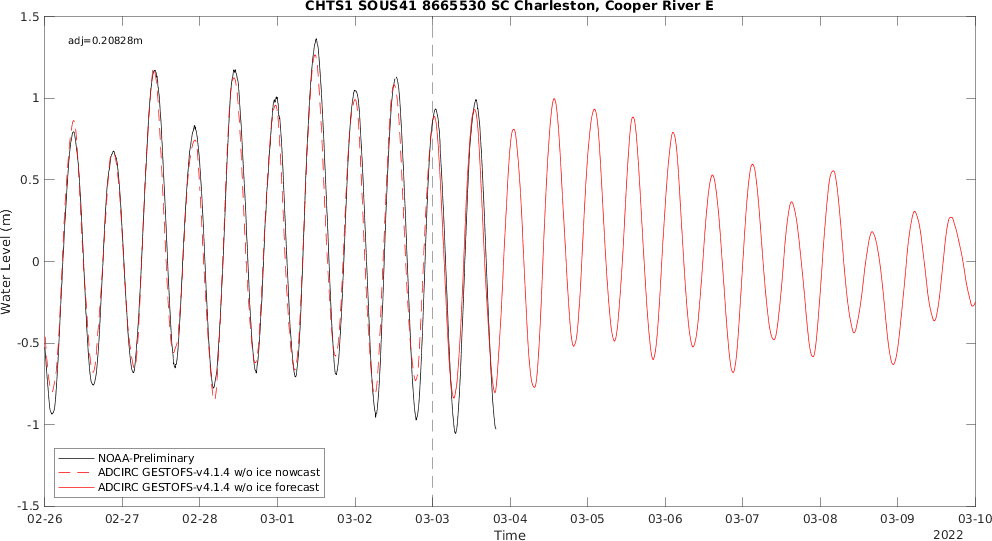 CHTS1 SOUS41 8665530 SC Charleston, Cooper River E
adj=0.20828m
1.5
1
0.5
0
-0.5
-1
-1.5
Water Level (m)
NOAA-Preliminary
ADCIRC GESTOFS-v4.1.4 w/o ice nowcast
ADCIRC GESTOFS-v4.1.4 w/o ice forecast
02-26 02-27 02-28 03-01 03-02 03-03 03-04 03-05 03-06 03-07 03-08 03-09 03-10
Time
2022